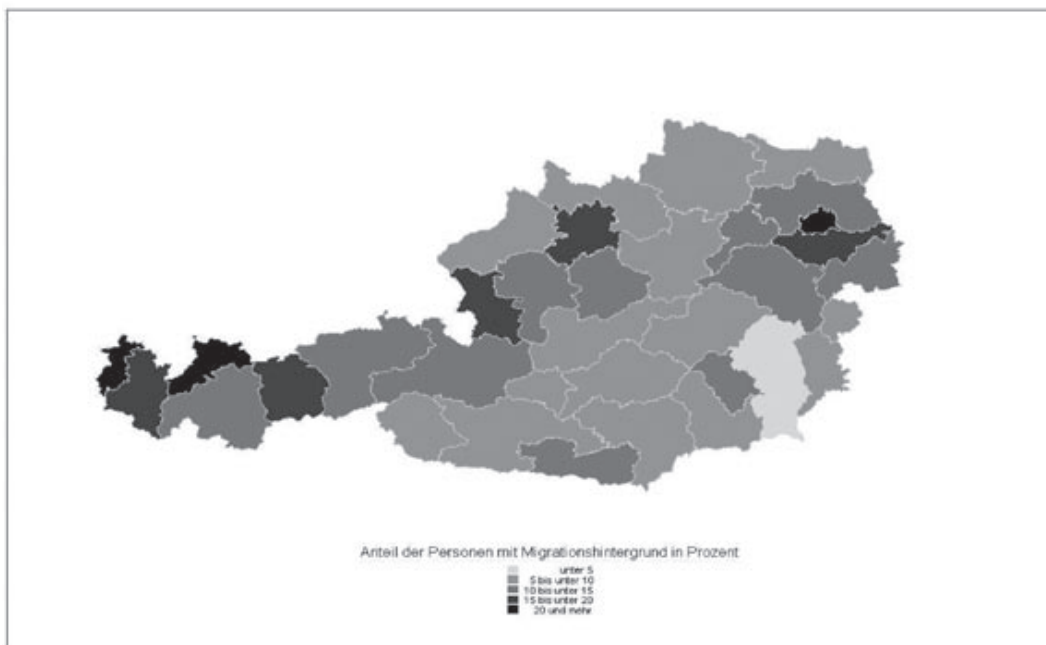 Anteil der Personen mit Migrationshintergrund in Prozent
unter 5
5 bis unter 10
10 bis unter 15
15 bis unter 20
20 und mehr